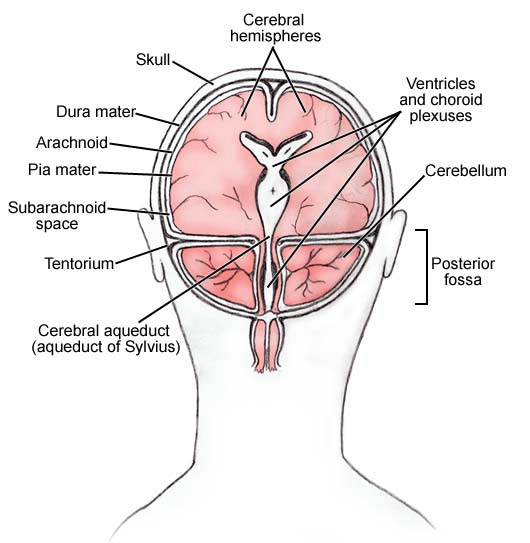 Cerebral
hemispheres
Skull
Ventricles
and choroid
plexuses
Dura mater
Arachnoid
Pia mater
Cerebellum
Subarachnoid
space
Tentorium
Posterior
fossa
Cerebral aqueduct
(aqueduct of Sylvius)